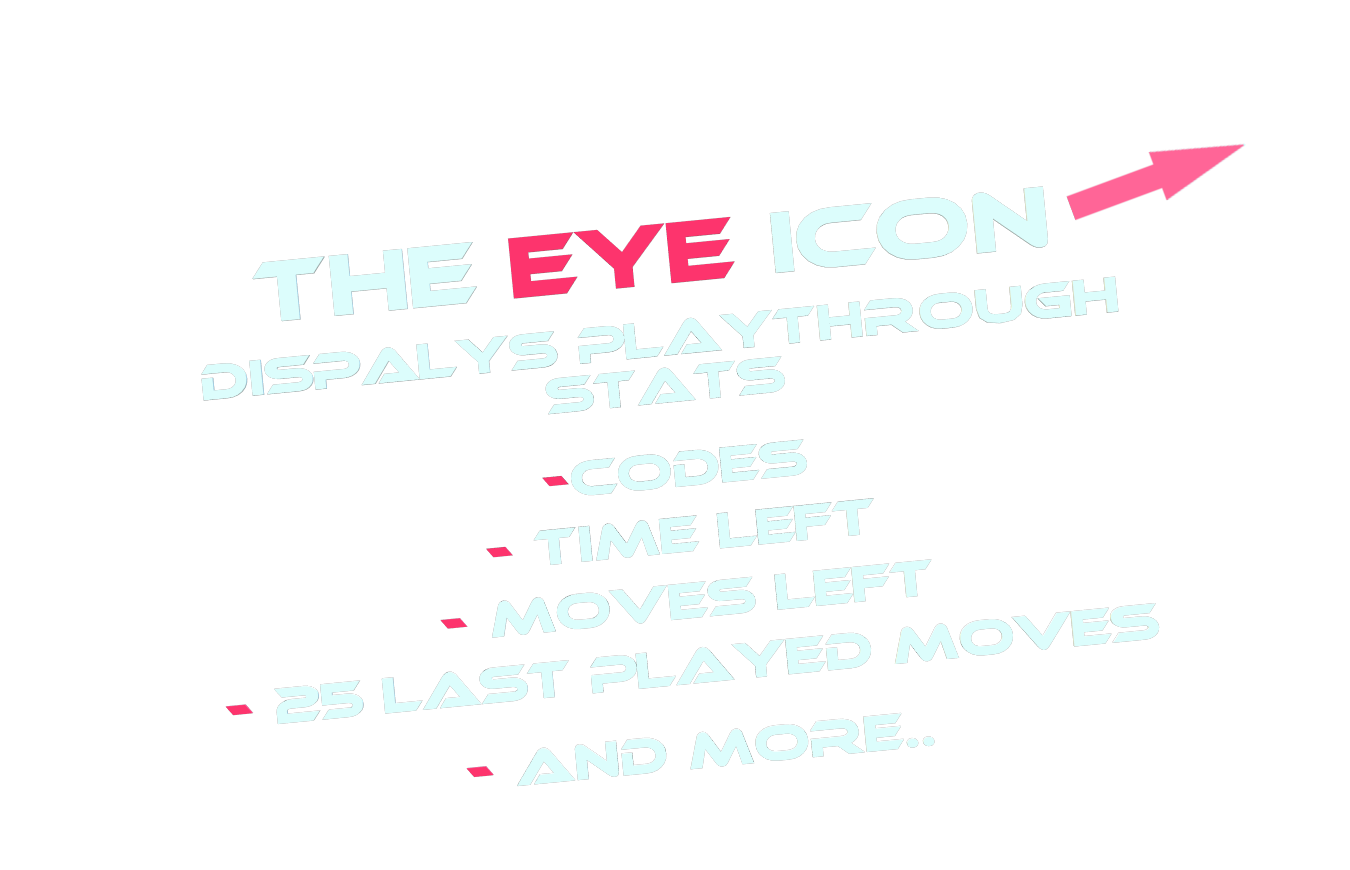 THE EYE ICON
DISPALYS PLAYTHROUGH
STATS
-CODES
- TIME LEFT
- MOVES LEFT
- 25 LAST PLAYED MOVES
- AND MORE..